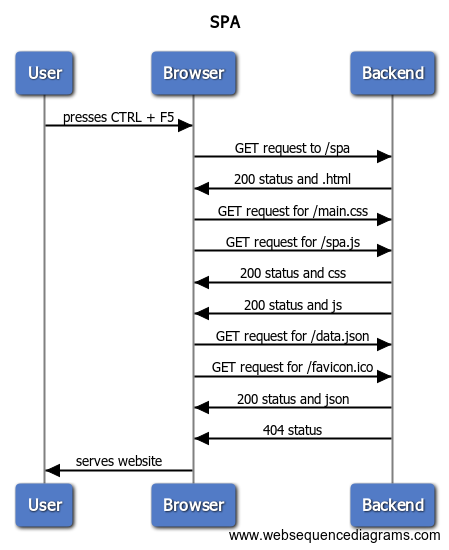 SPA
User Browser Backend
presses CTRL + F5
GET request to /spa
200 status and .html
GET request for /main.css
GET request for /spa.js
200 status and css
200 status and js
GET request for /data.json
GET request for /favicon.ico
200 status and json
404 status
serves website
User Browser Backend
www.websequencediagrams.com